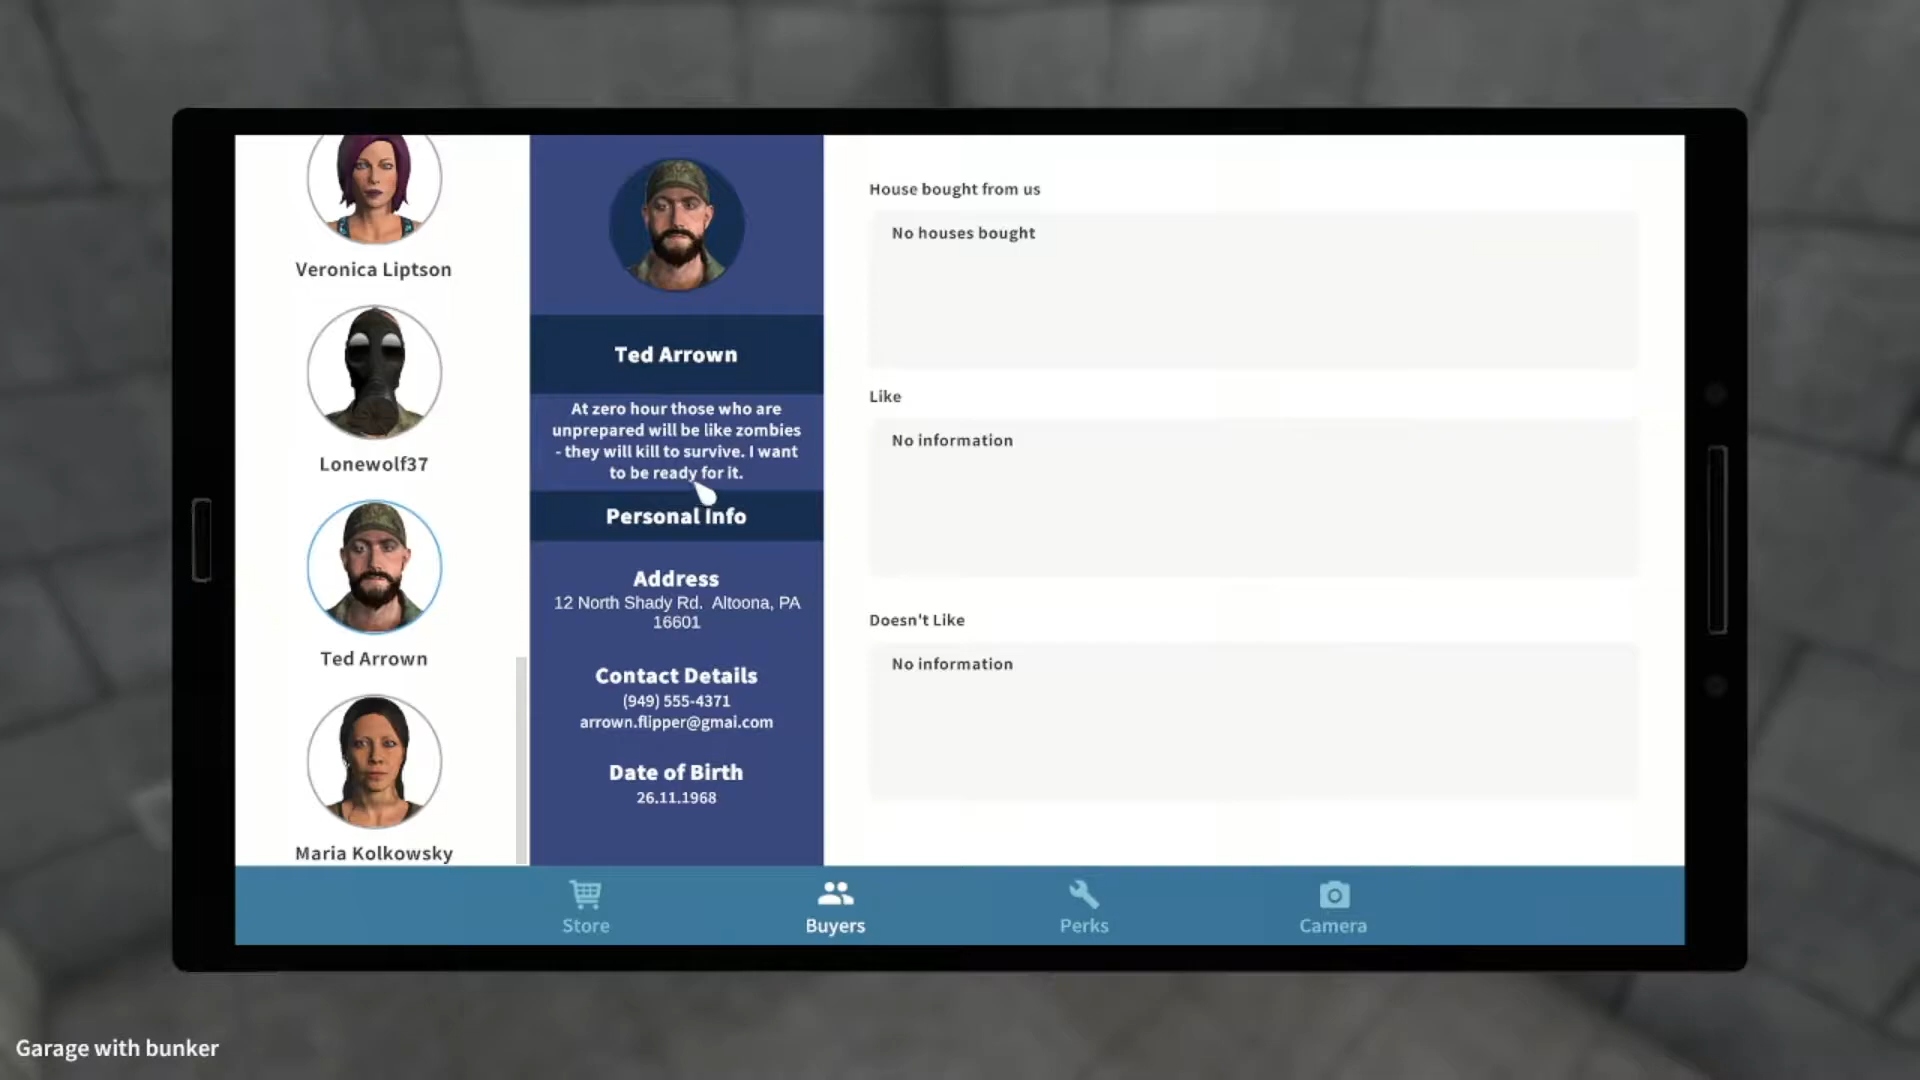 Veronica Liptson
Lonewolf37
Ted Arrown
Maria Kolkowsky
Ted Arrown
At zero hour those who are
unprepared will be like zombies
- they will kill to survive. I want
to be ready for it.
Personal Info
Address
12 North Shady Rd.  Altoona, PA
16601
Contact Details
(949) 555-4371
arrown.flipper@gmai.com
Date of Birth
26.11.1968
House bought from us
No houses bought
Like
No information
Doesn't Like
No information
Store
Buyers
Perks
Camera
Garage with bunker